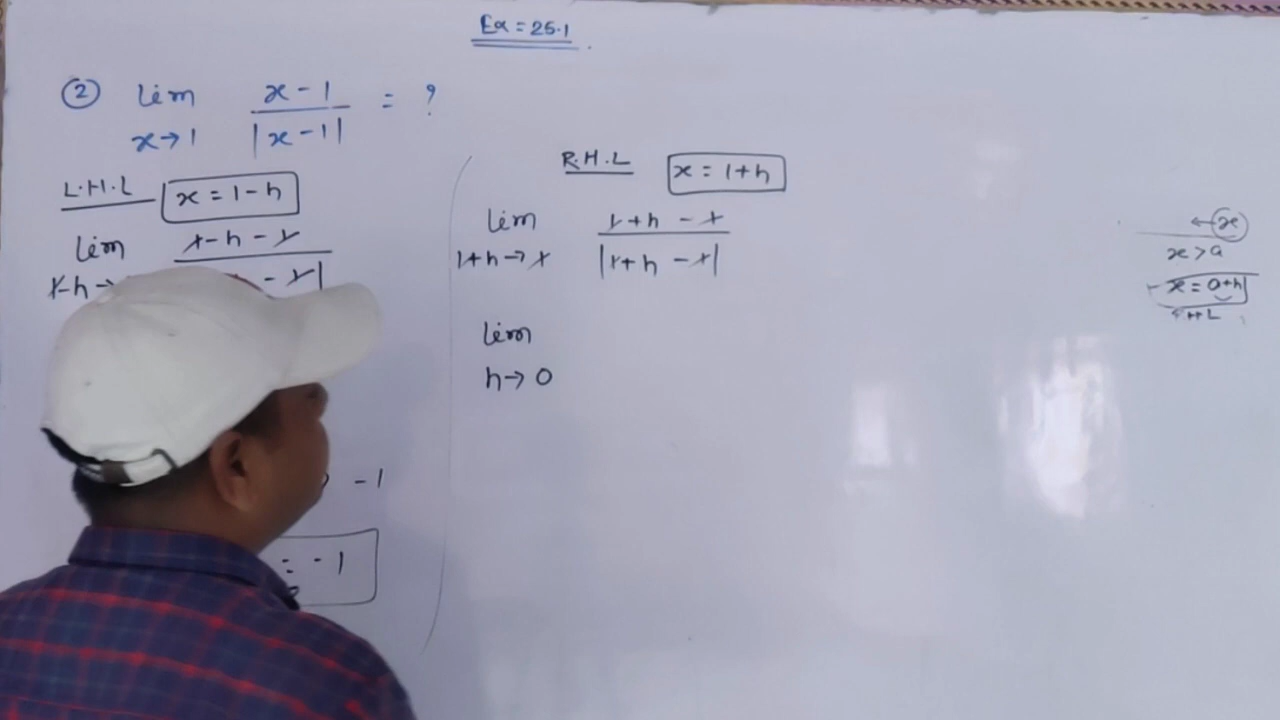 Ex = 25.1
② lim x→1 x-1 / |x-1| = ?
L.H.L x = 1-h
lim 1-h-1
1-h→ -1|
-1
= -1
R.H.L x = 1+h
lim 1+h-1
1+h→1 |1+h-1|
lim
h→0
←x
x>a
x = a+h